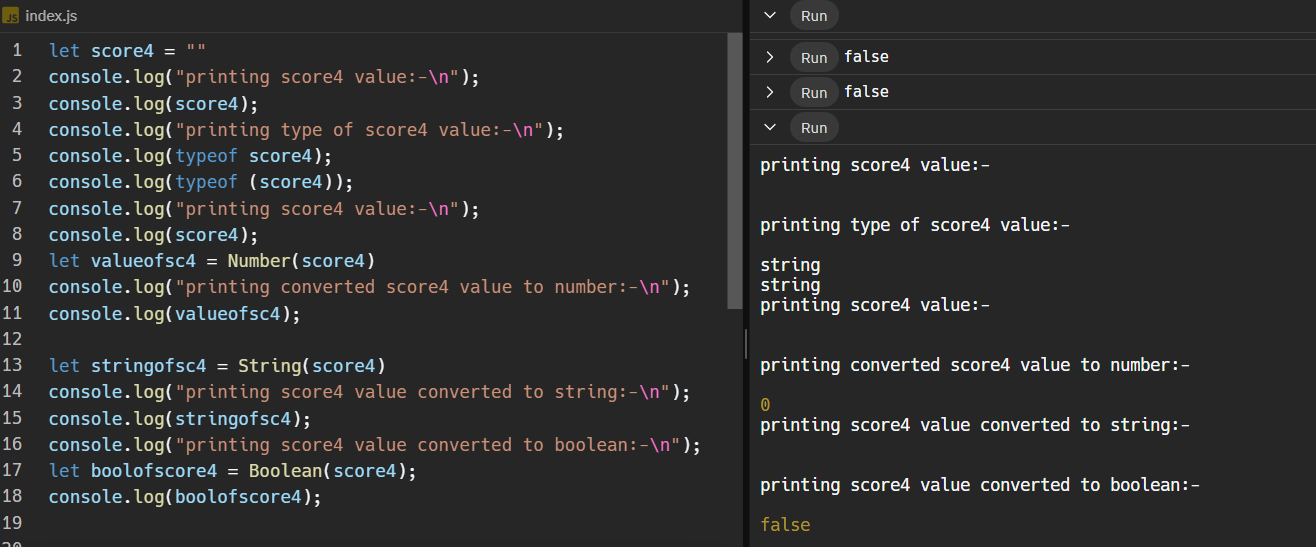 JS index.js
1 let score4 = ""
2 console.log("printing score4 value:-\n");
3 console.log(score4);
4 console.log("printing type of score4 value:-\n");
5 console.log(typeof score4);
6 console.log(typeof (score4));
7 console.log("printing score4 value:-\n");
8 console.log(score4);
9 let valueofsc4 = Number(score4)
10 console.log("printing converted score4 value to number:-\n");
11 console.log(valueofsc4);
12
13 let stringofsc4 = String(score4)
14 console.log("printing score4 value converted to string:-\n");
15 console.log(stringofsc4);
16 console.log("printing score4 value converted to boolean:-\n");
17 let boolofscore4 = Boolean(score4);
18 console.log(boolofscore4);
19
20
Run
Run false
Run false
Run
printing score4 value:-
printing type of score4 value:-
string
string
printing score4 value:-
printing converted score4 value to number:-
0
printing score4 value converted to string:-
printing score4 value converted to boolean:-
false